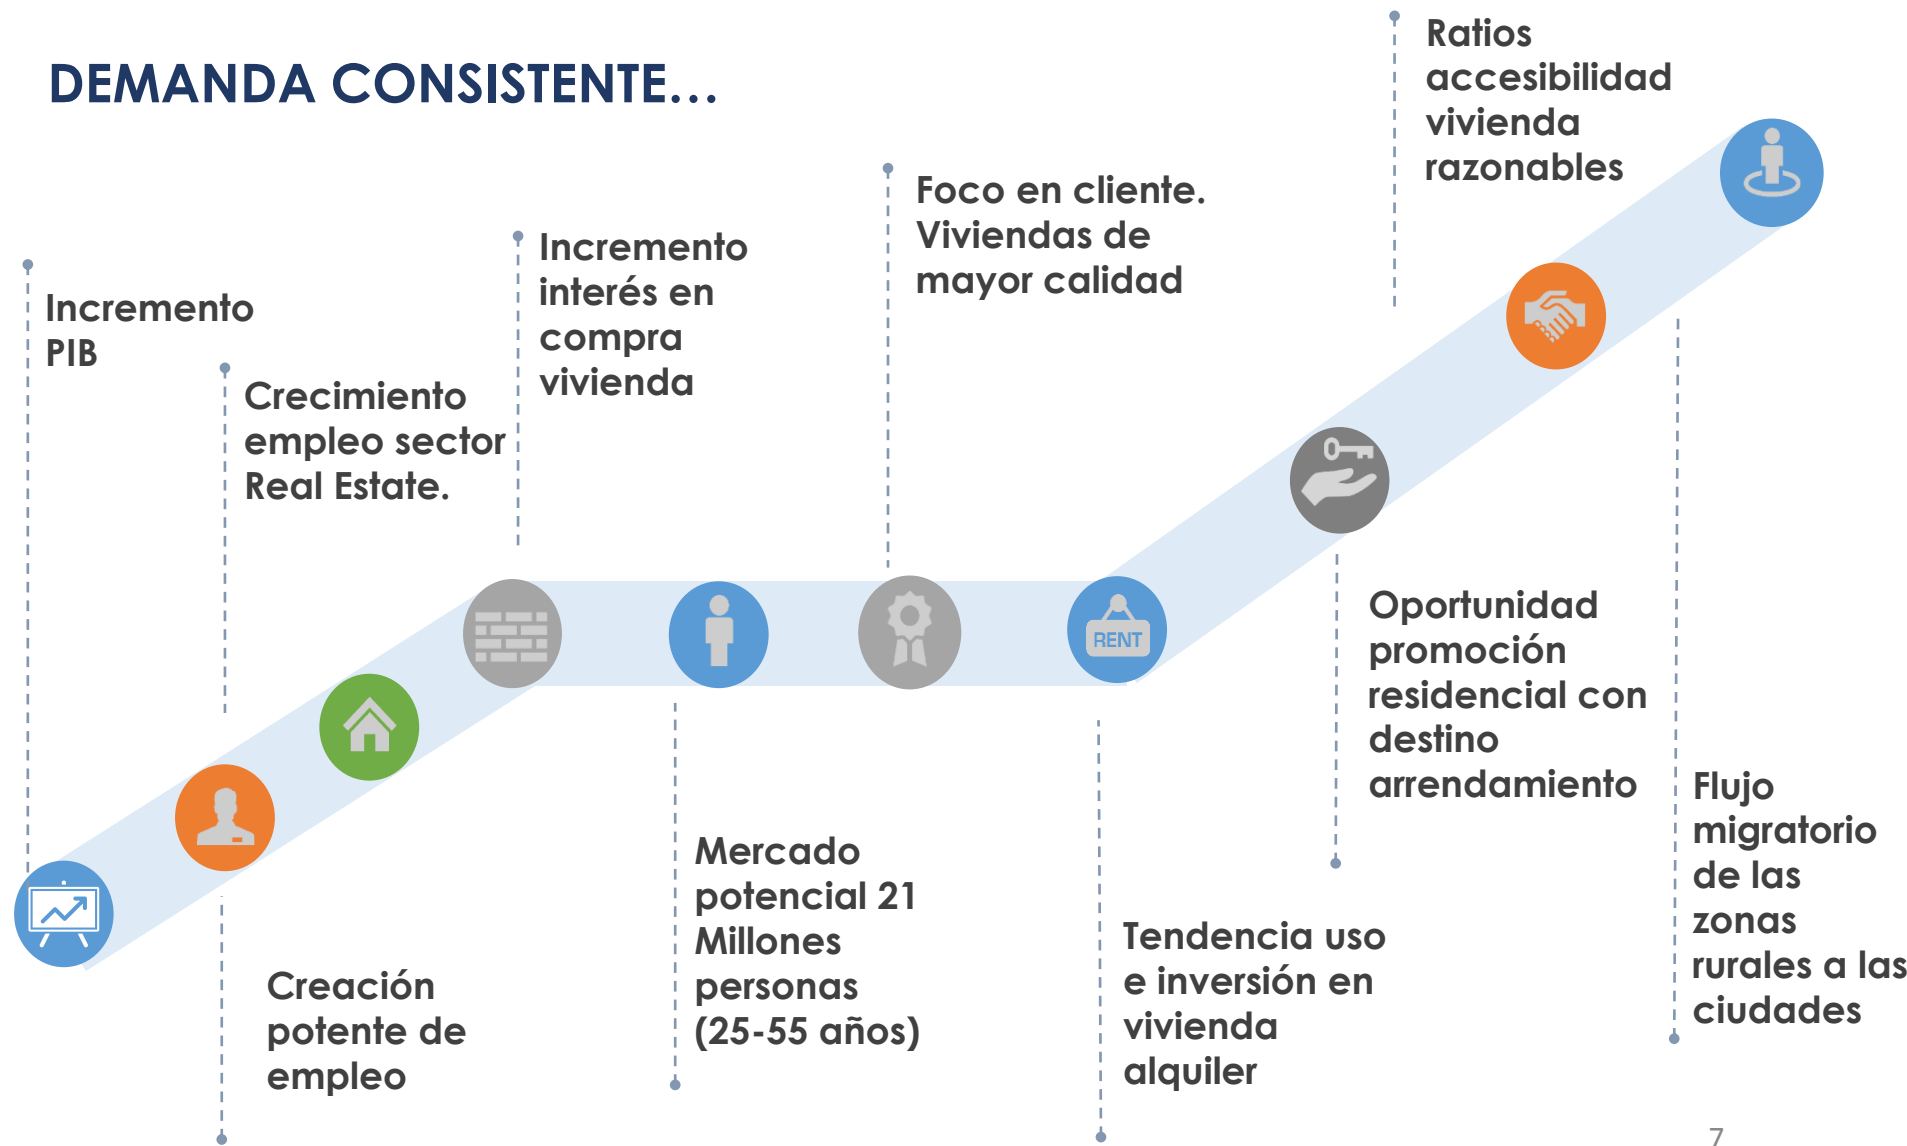 DEMANDA CONSISTENTE...
Incremento
PIB
Crecimiento
empleo sector
Real Estate.
Incremento
interés en
compra
vivienda
Foco en cliente.
Viviendas de
mayor calidad
Ratios
accesibilidad
vivienda
razonables
RENT
Creación
potente de
empleo
Mercado
potencial 21
Millones
personas
(25-55 años)
Tendencia uso
e inversión en
vivienda
alquiler
Oportunidad
promoción
residencial con
destino
arrendamiento
Flujo
migratorio
de las
zonas
rurales a las
ciudades
7